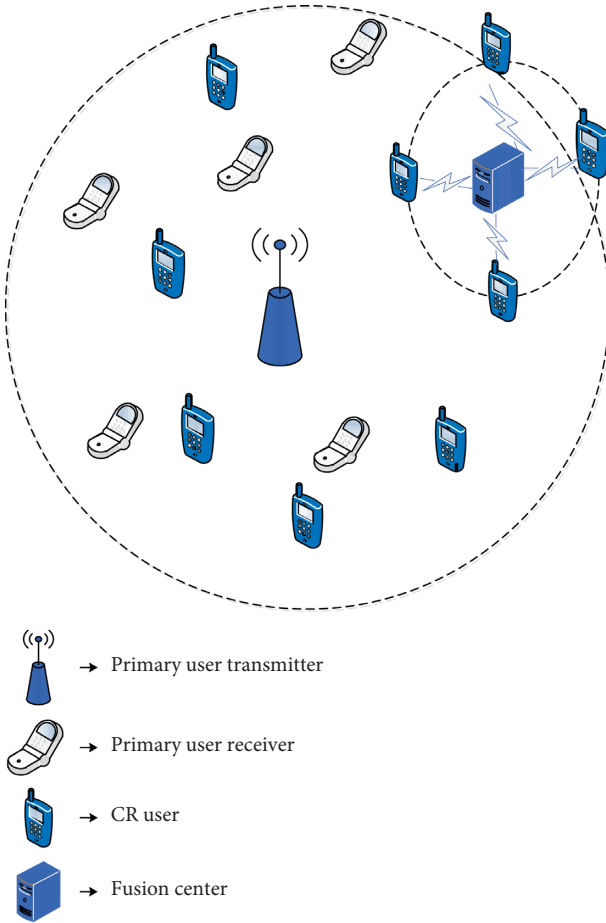 Primary user transmitter
Primary user receiver
CR user
Fusion center